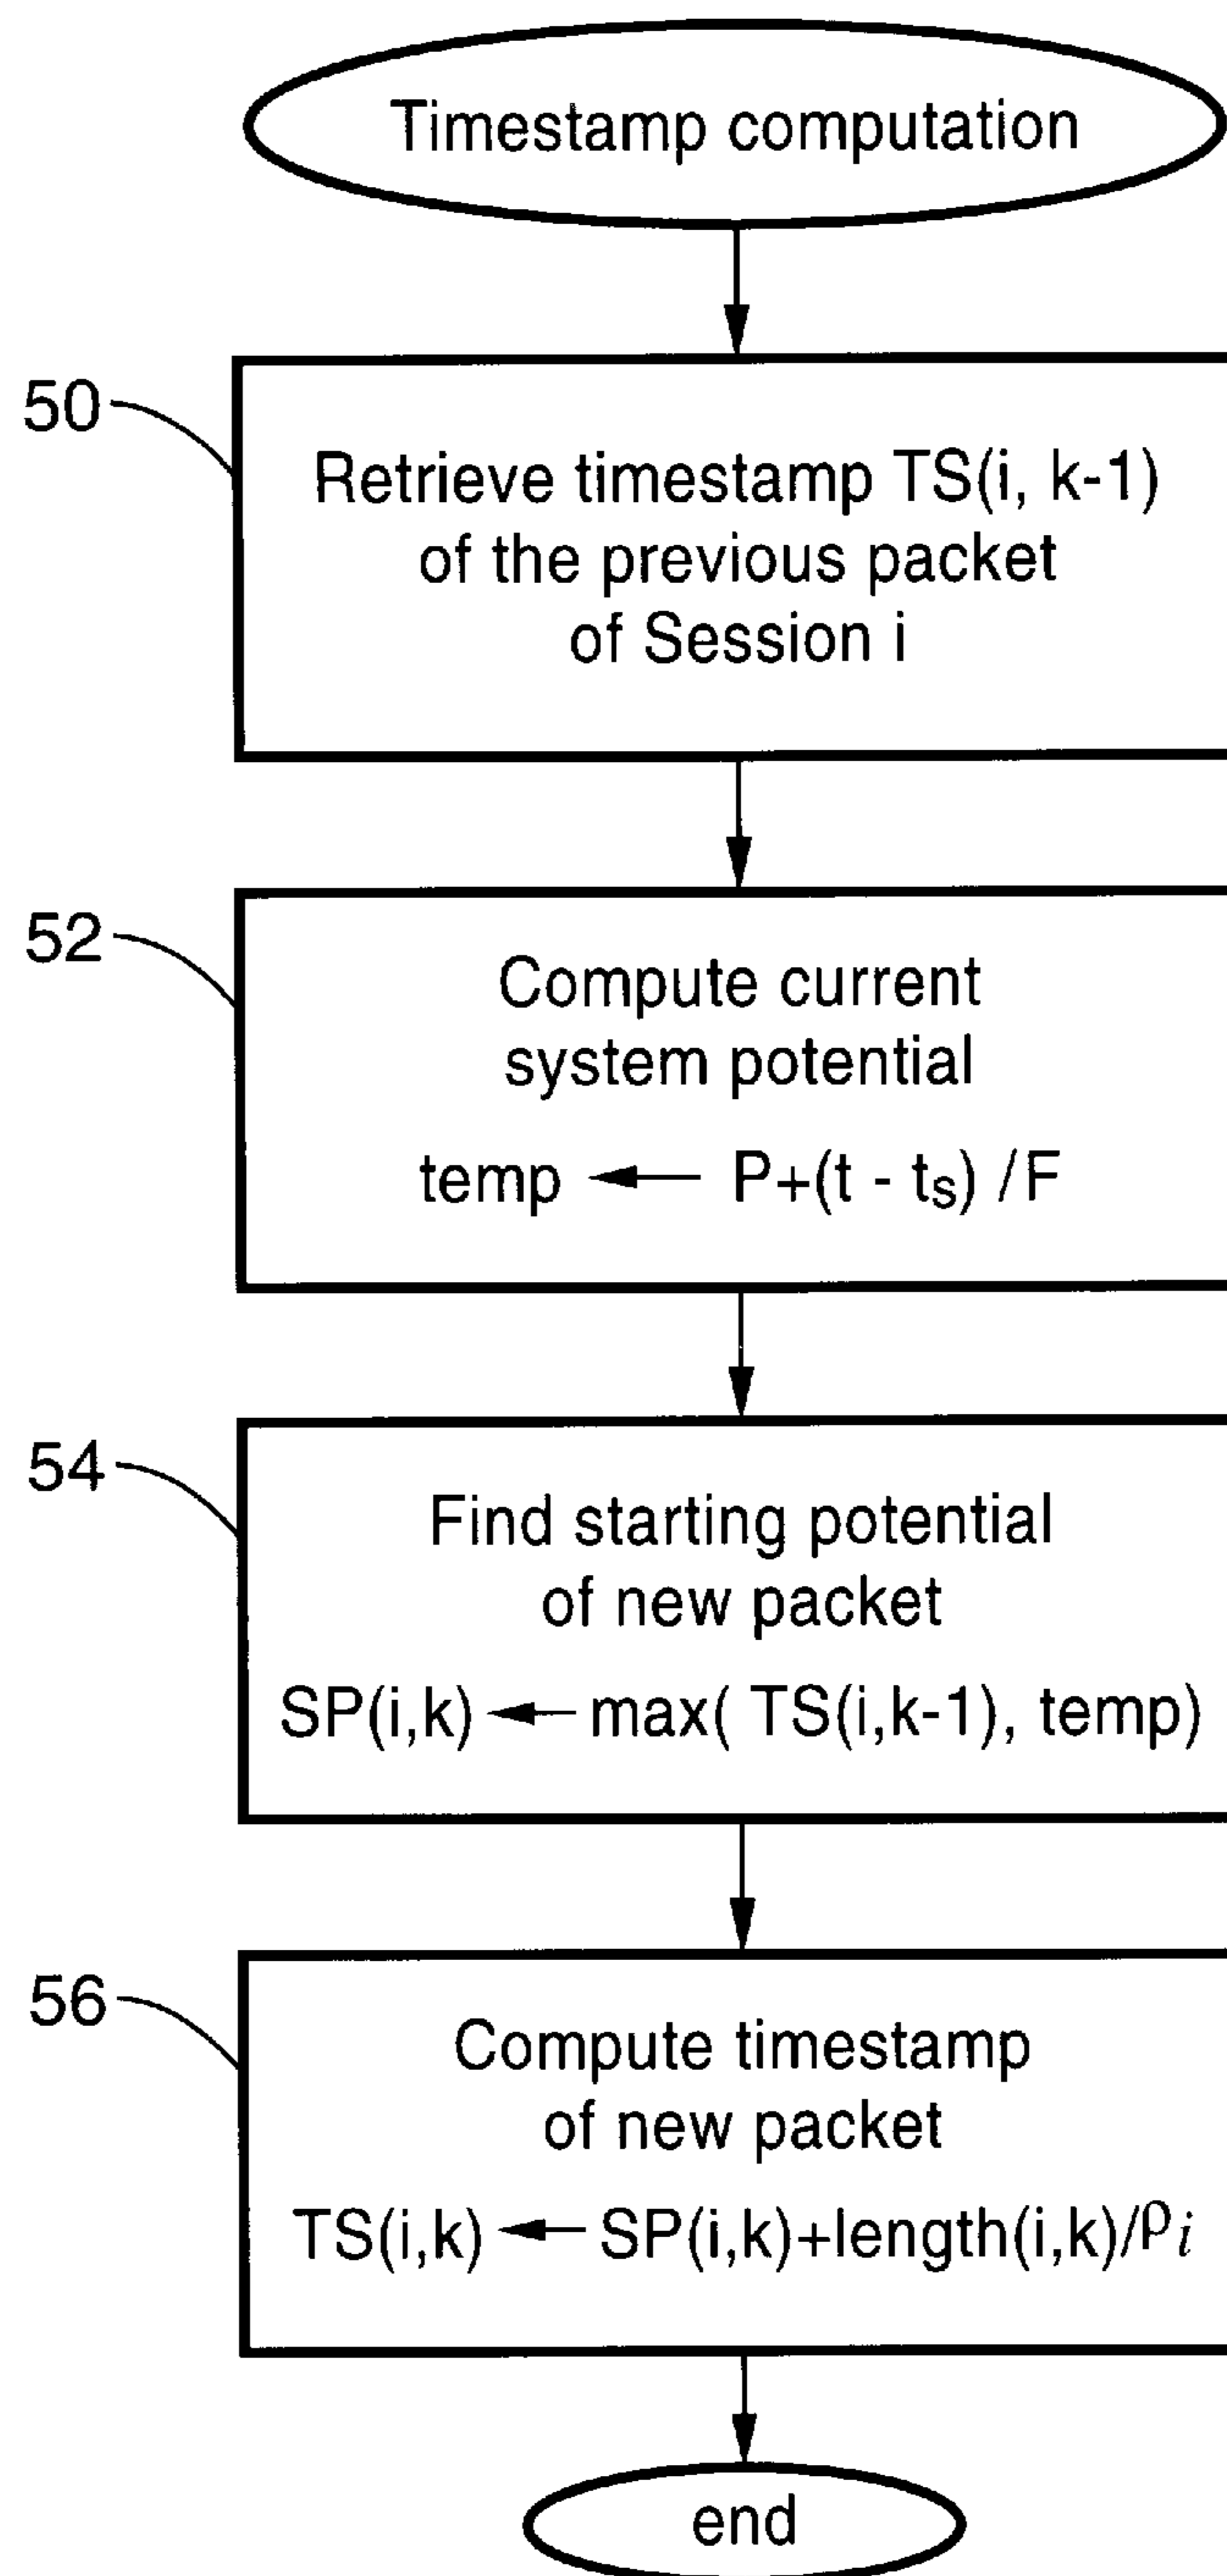 Timestamp computation
50
Retrieve timestamp TS(i, k-1)
of the previous packet
of Session i
52
Compute current
system potential
temp ← P+(t - tₛ) /F
54
Find starting potential
of new packet
SP(i,k) ← max( TS(i,k-1), temp)
56
Compute timestamp
of new packet
TS(i,k) ← SP(i,k)+length(i,k)/ρᵢ
end